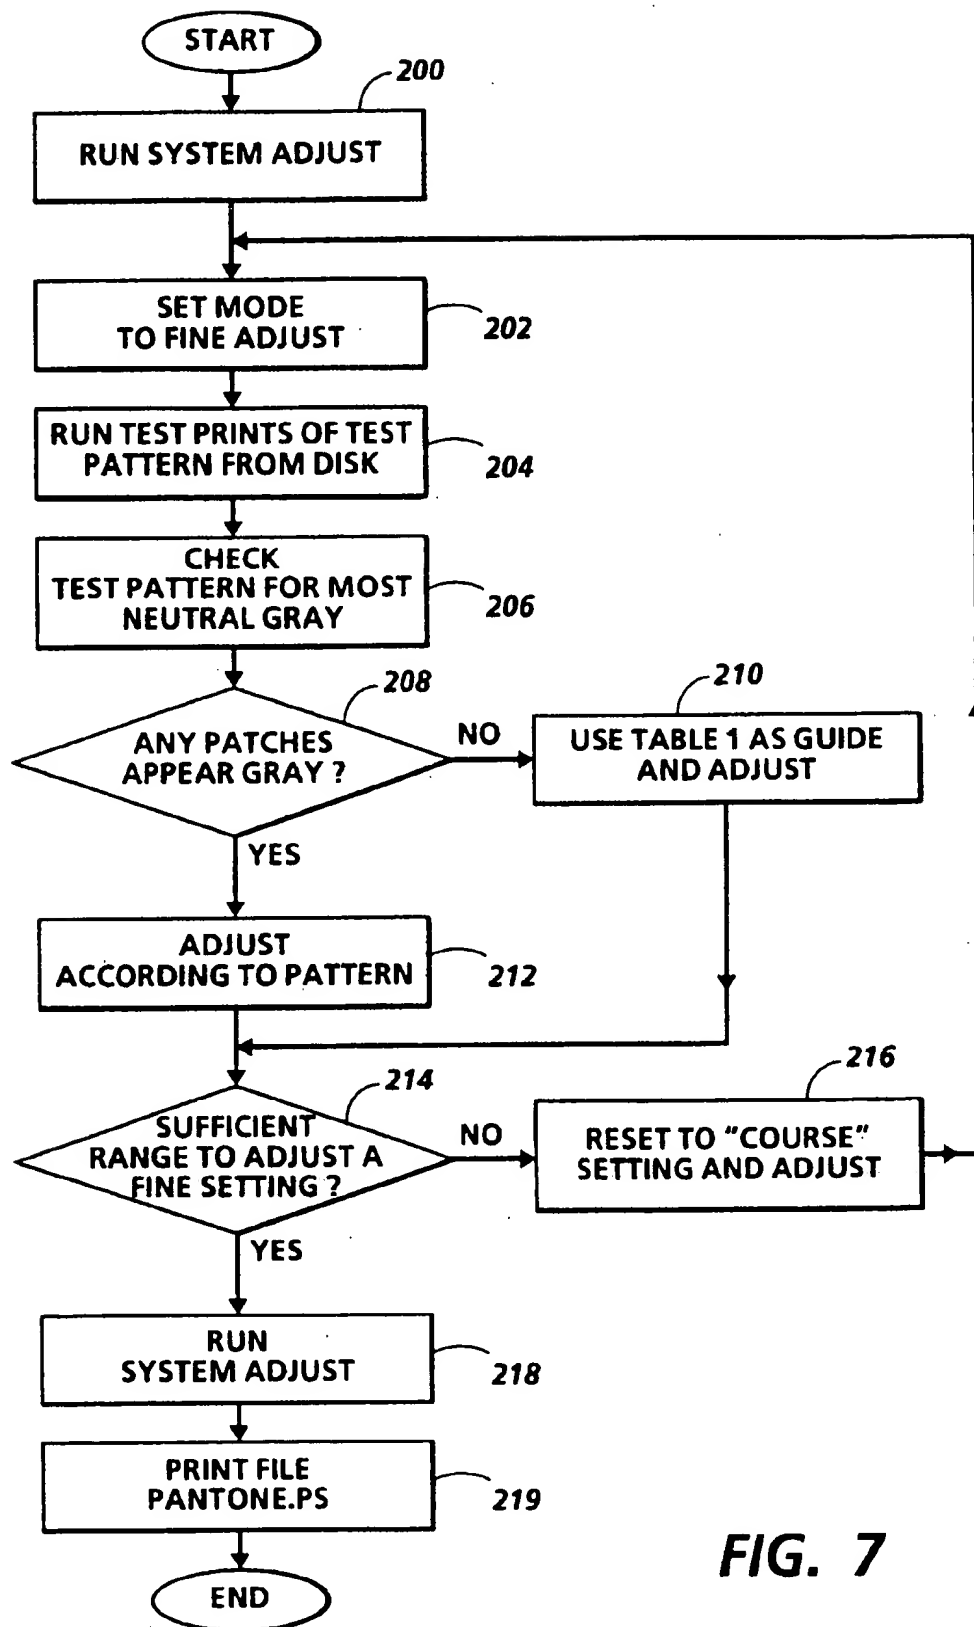 START
200
RUN SYSTEM ADJUST
SET MODE
TO FINE ADJUST
202
RUN TEST PRINTS OF TEST
PATTERN FROM DISK
204
CHECK
TEST PATTERN FOR MOST
NEUTRAL GRAY
206
208
ANY PATCHES
APPEAR GRAY ?
NO
210
USE TABLE 1 AS GUIDE
AND ADJUST
YES
ADJUST
ACCORDING TO PATTERN
212
214
SUFFICIENT
RANGE TO ADJUST A
FINE SETTING ?
NO
216
RESET TO "COURSE"
SETTING AND ADJUST
YES
RUN
SYSTEM ADJUST
218
PRINT FILE
PANTONE.PS
219
END
FIG. 7